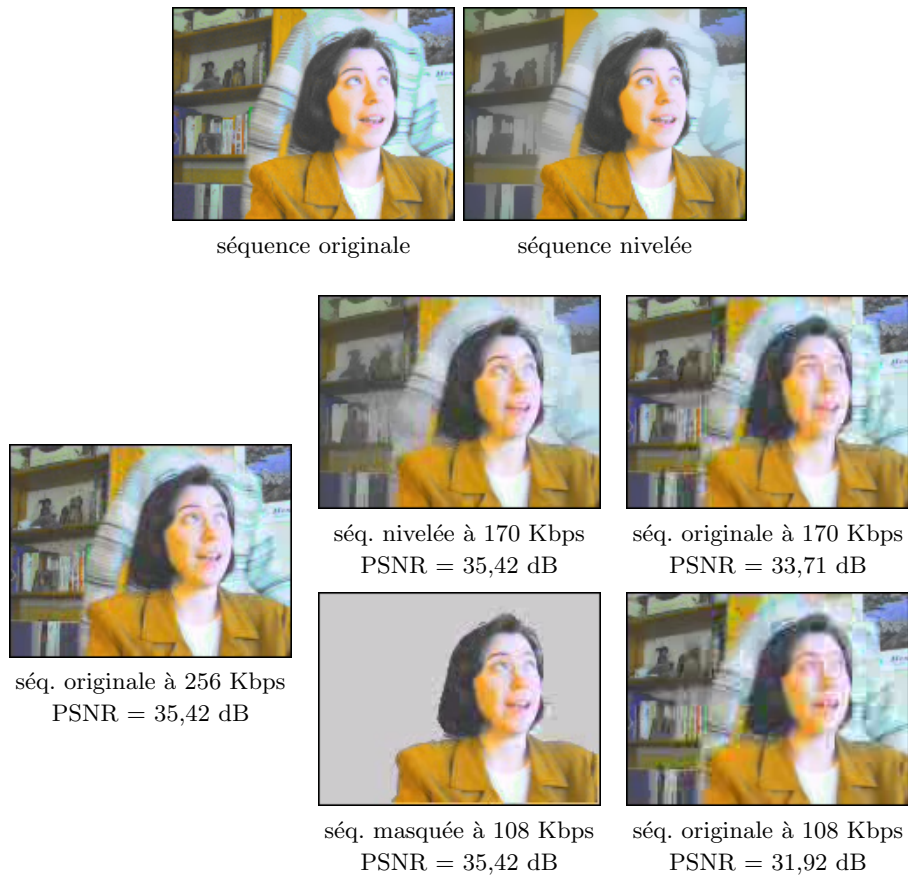 séquence originale
séquence nivelée
séq. nivelée à 170 Kbps
PSNR = 35,42 dB
séq. originale à 170 Kbps
PSNR = 33,71 dB
séq. originale à 256 Kbps
PSNR = 35,42 dB
séq. masquée à 108 Kbps
PSNR = 35,42 dB
séq. originale à 108 Kbps
PSNR = 31,92 dB